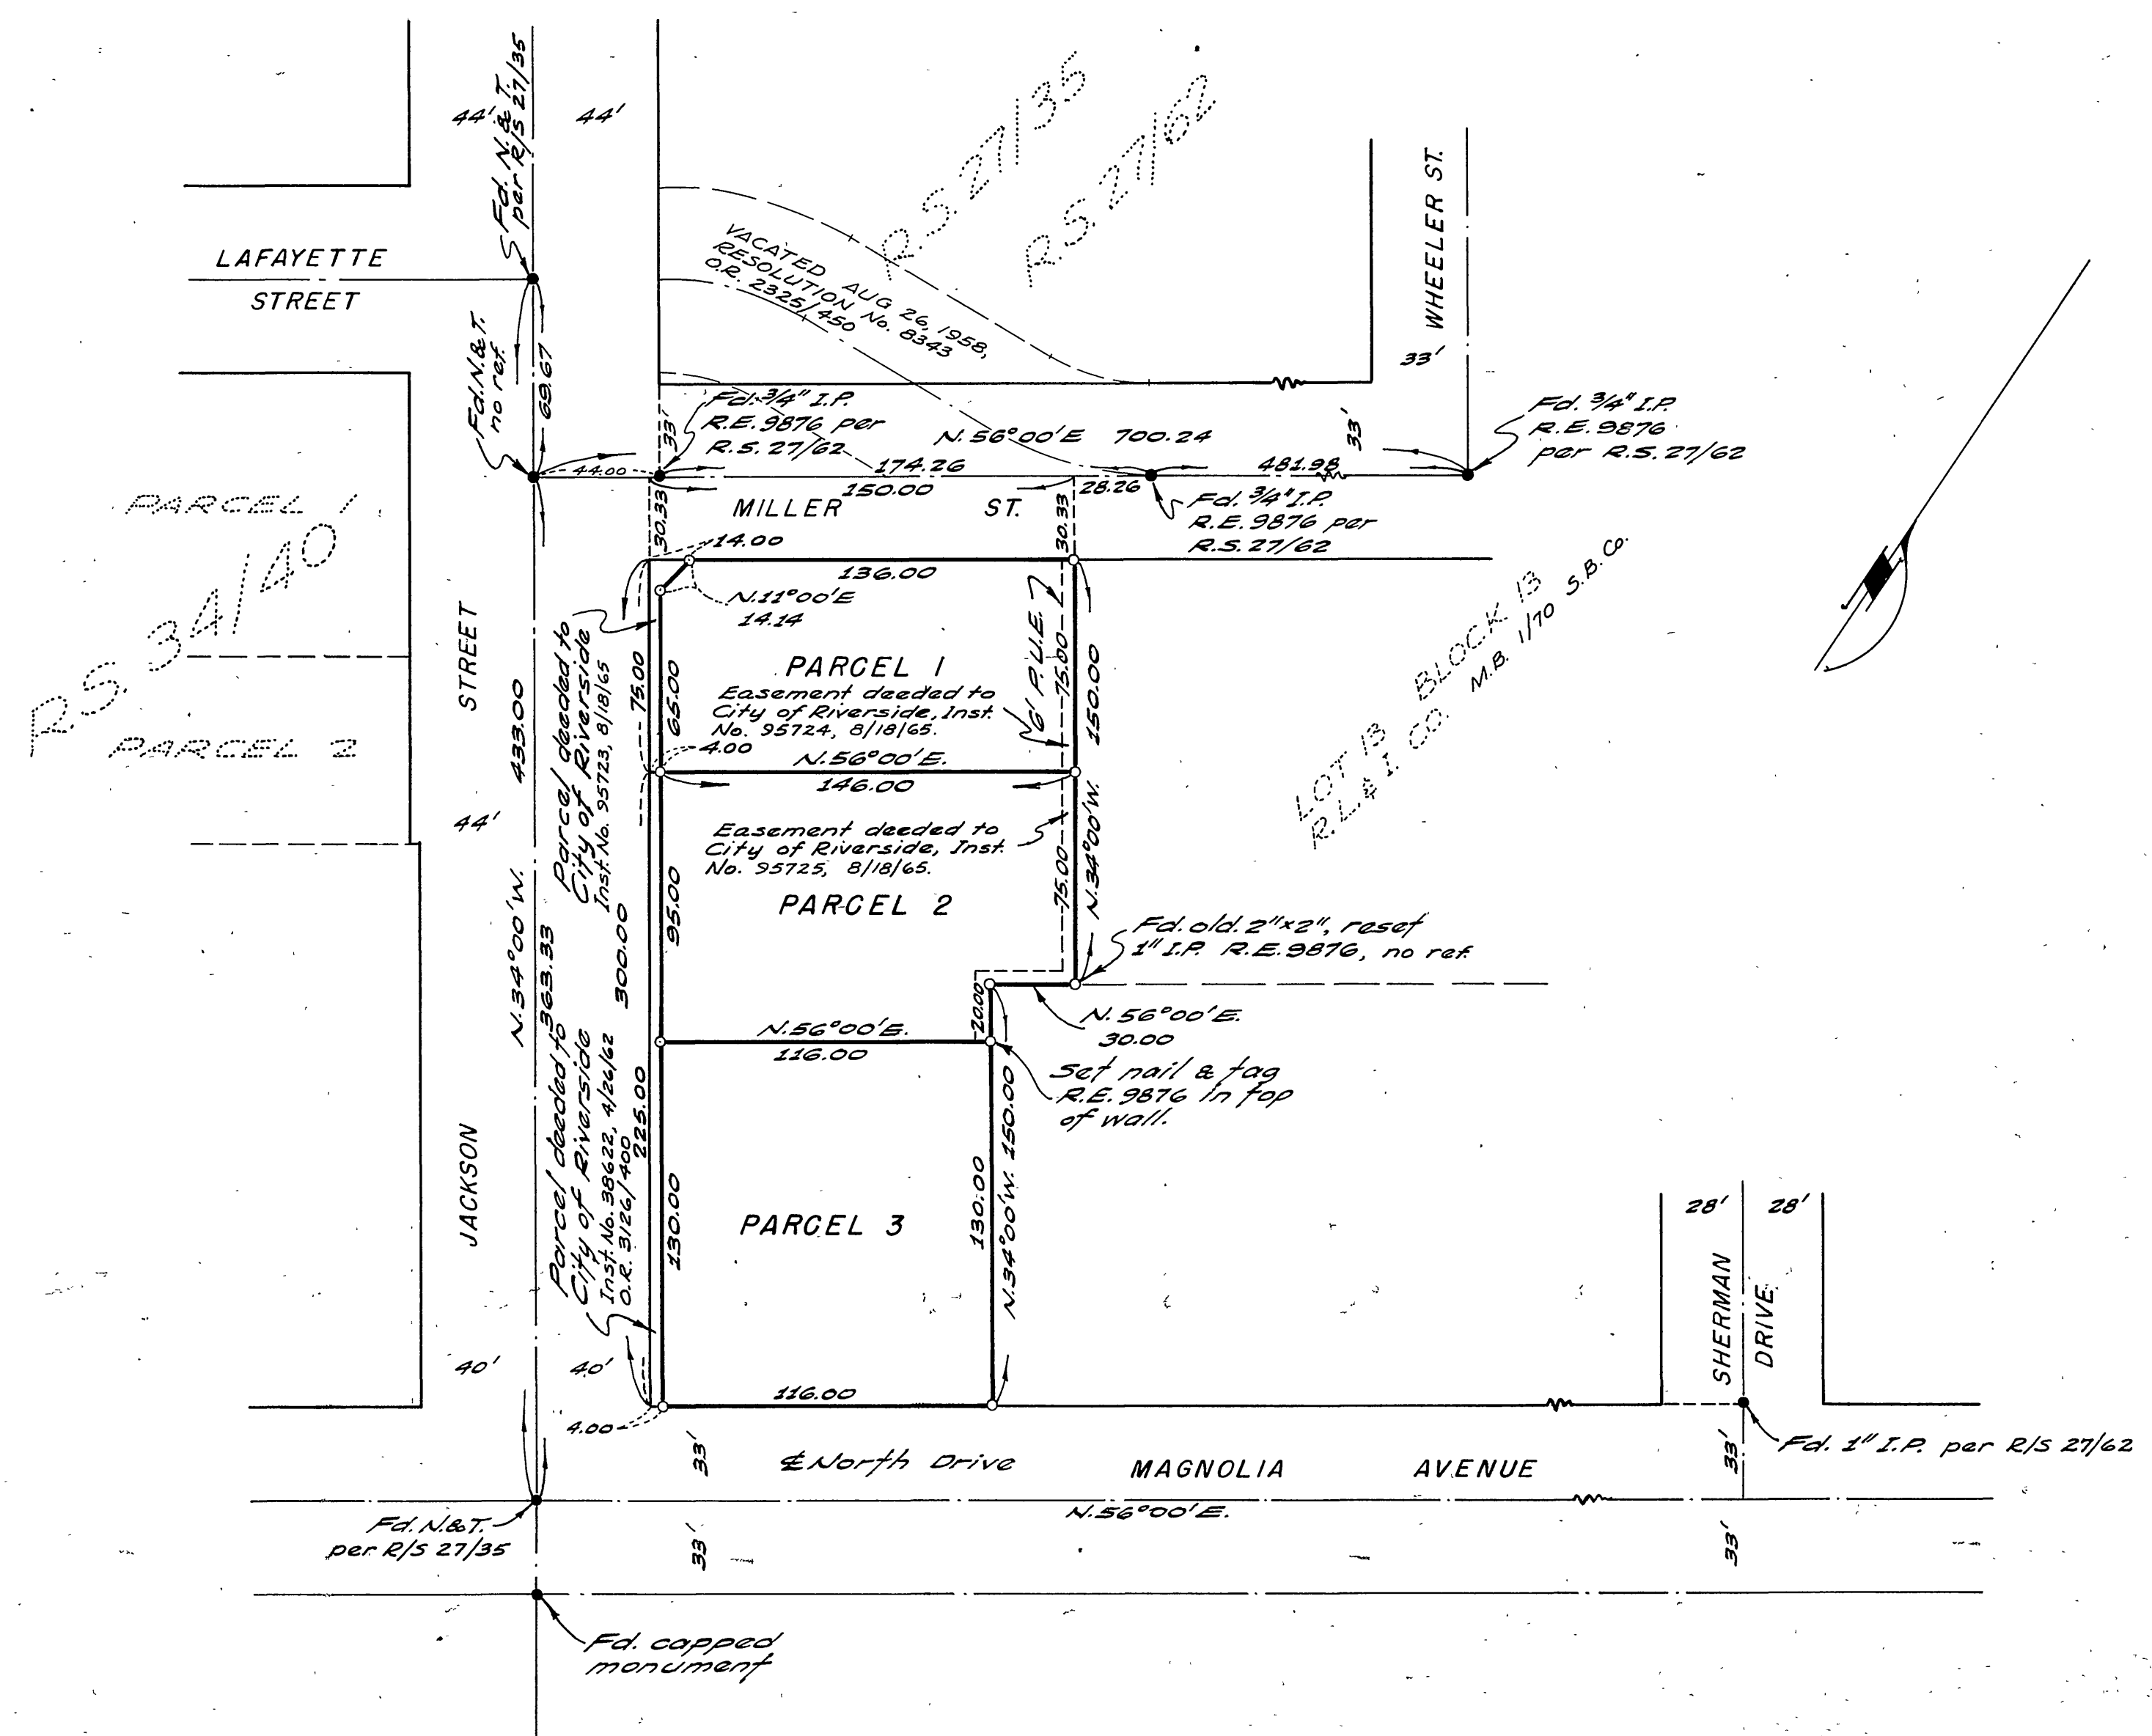 44'
Fd. N.&T.
per R/S 27/35
44'
R.S. 27/35
R.S. 27/62
WHEELER ST.
33'
LAFAYETTE
STREET
VACATED AUG 26, 1958,
RESOLUTION No. 8343
O.R. 2325/450
Fd. N.&T.
no ref.
69.67
Fd. 3/4" I.P.
R.E. 9876 per
R.S. 27/62
33'
N. 56°00'E 700.24
33'
Fd. 3/4" I.P.
R.E. 9876
per R.S. 27/62
44.00
174.26
481.98
150.00
28.26
MILLER ST.
Fd. 3/4" I.P.
R.E. 9876 per
R.S. 27/62
30.33
30.33
PARCEL 1
R.S. 34/40
PARCEL 2
14.00
136.00
N. 11°00'E
14.14
PARCEL 1
Easement deeded to
City of Riverside, Inst.
No. 95724, 8/18/65.
6' P.U.E.
75.00
150.00
65.00
75.00
4.00
N. 56°00'E.
146.00
Parcel deeded to
City of Riverside
Inst. No. 95723, 8/18/65
STREET
433.00
N. 34°00'W.
44'
Easement deeded to
City of Riverside, Inst.
No. 95725, 8/18/65.
PARCEL 2
95.00
75.00
N. 34°00'W.
LOT 13 BLOCK 13
R.L. & I. CO. M.B. 1/70 S.B. Co.
Fd. old 2"x2", reset
1" I.P. R.E. 9876, no ref.
363.33
300.00
20.00
N. 56°00'E.
30.00
N. 56°00'E.
116.00
Set nail & tag
R.E. 9876 in top
of wall.
Parcel deeded to
City of Riverside
Inst. No. 38622, 4/26/62
O.R. 3126/400
225.00
JACKSON
130.00
PARCEL 3
130.00
N. 34°00'W. 150.00
28'
28'
SHERMAN
DRIVE
40'
40'
116.00
4.00
33'
℄ North Drive
MAGNOLIA AVENUE
33'
Fd. 1" I.P. per R/S 27/62
N. 56°00'E.
Fd. N.&T.
per R/S 27/35
33'
33'
Fd. capped
monument